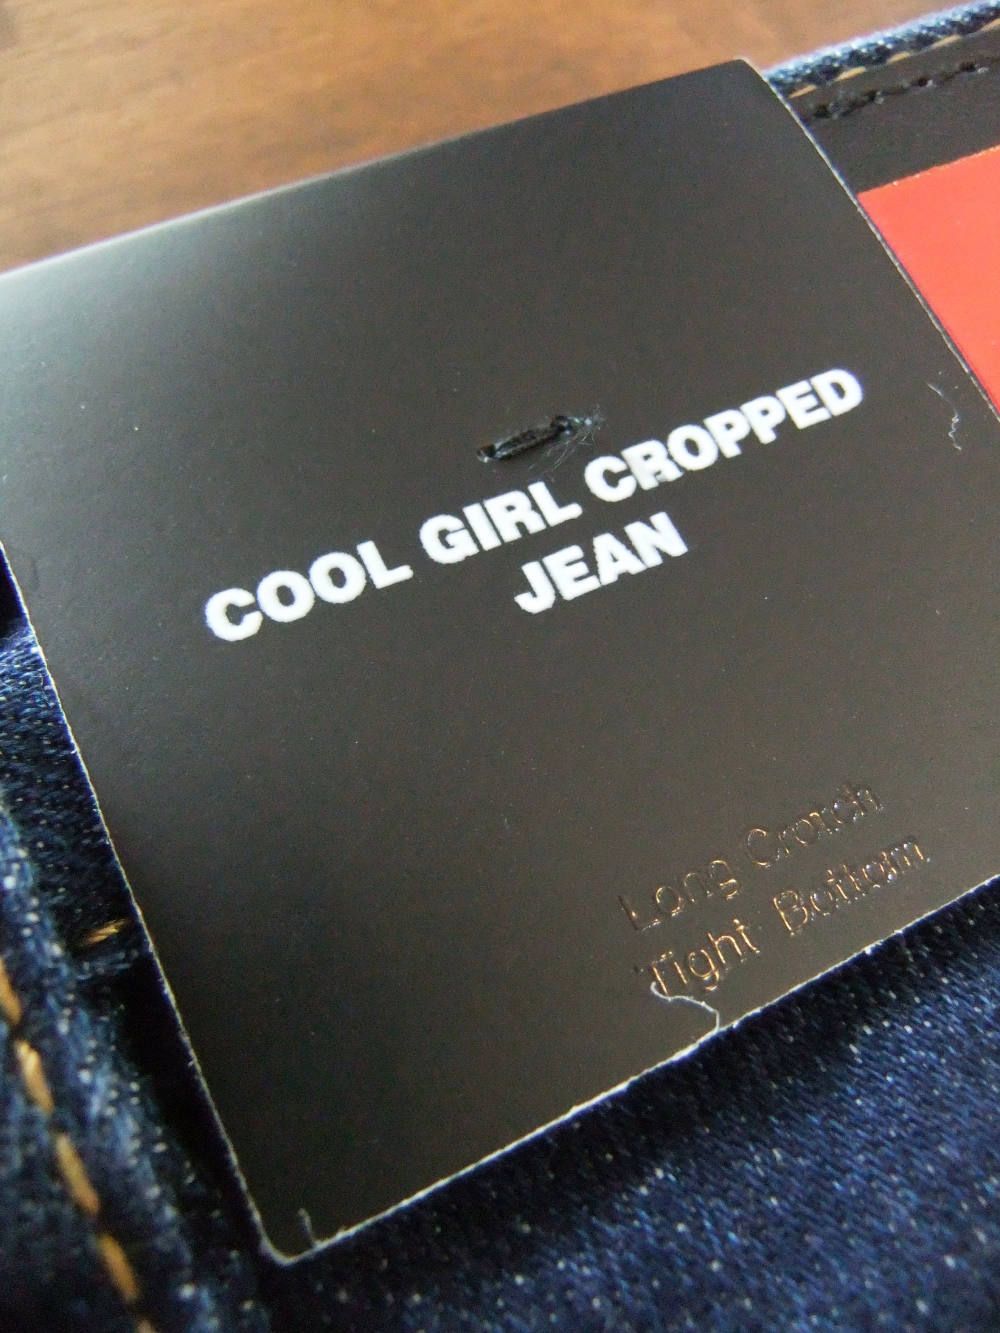 COOL GIRL CROPPED
JEAN
Long Crotch
Tight Bottom